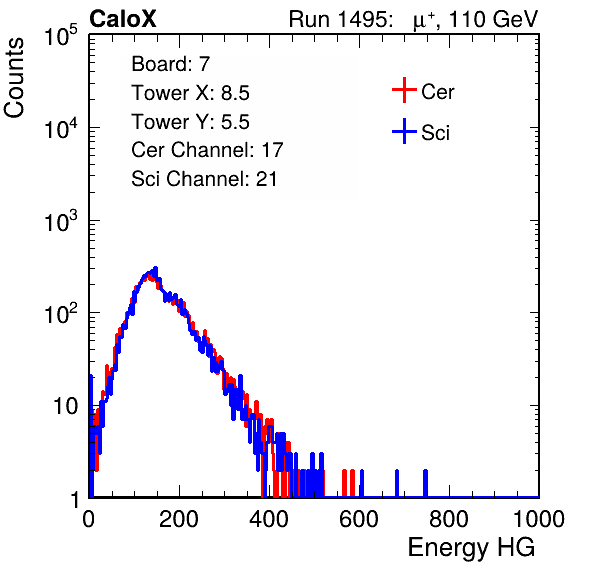 CaloX Run 1495: μ⁺, 110 GeV
Counts
10⁵
10⁴
10³
10²
10
1
Board: 7
Tower X: 8.5
Tower Y: 5.5
Cer Channel: 17
Sci Channel: 21
Cer
Sci
0 200 400 600 800 1000
Energy HG